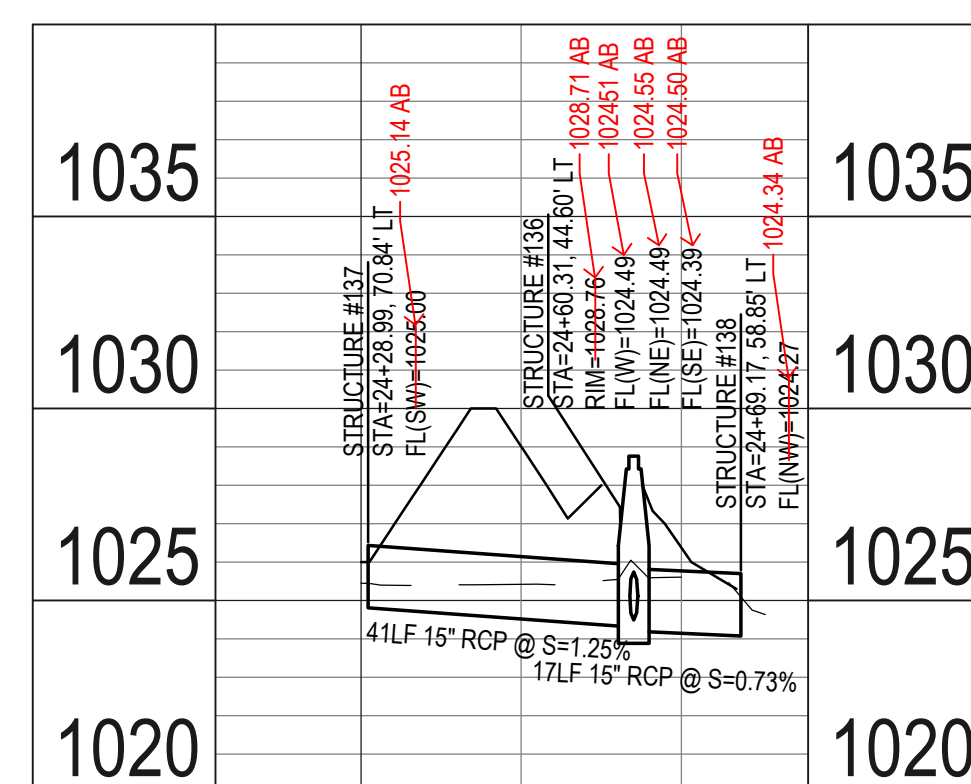 1035
1030
1025
1020
STRUCTURE #137
STA=24+28.99, 70.84' LT
FL(SW)=1025.00
1025.14 AB
STRUCTURE #136
STA=24+60.31, 44.60' LT
RIM=1028.76
FL(W)=1024.49
FL(NE)=1024.49
FL(SE)=1024.39
1028.71 AB
102451 AB
1024.55 AB
1024.50 AB
STRUCTURE #138
STA=24+69.17, 58.85' LT
FL(NW)=1024.27
1024.34 AB
41LF 15" RCP @ S=1.25%
17LF 15" RCP @ S=0.73%
1035
1030
1025
1020